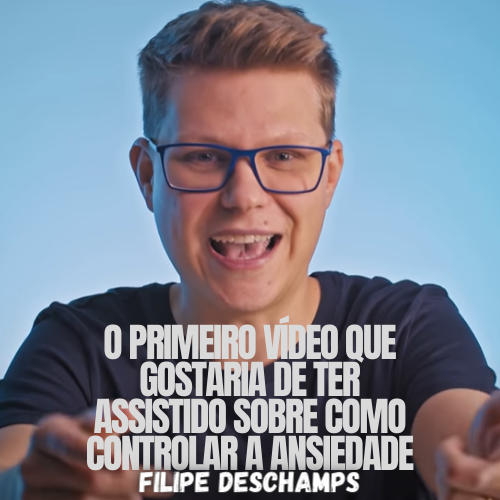 O PRIMEIRO VÍDEO QUE
GOSTARIA DE TER
ASSISTIDO SOBRE COMO
CONTROLAR A ANSIEDADE
FILIPE DESCHAMPS